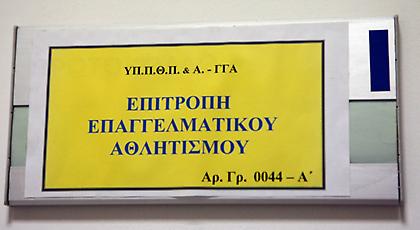 ΥΠ.Π.Θ.Π. & Α. - ΓΓΑ
ΕΠΙΤΡΟΠΗ
ΕΠΑΓΓΕΛΜΑΤΙΚΟΥ
ΑΘΛΗΤΙΣΜΟΥ
Αρ. Γρ. 0044 – Α΄